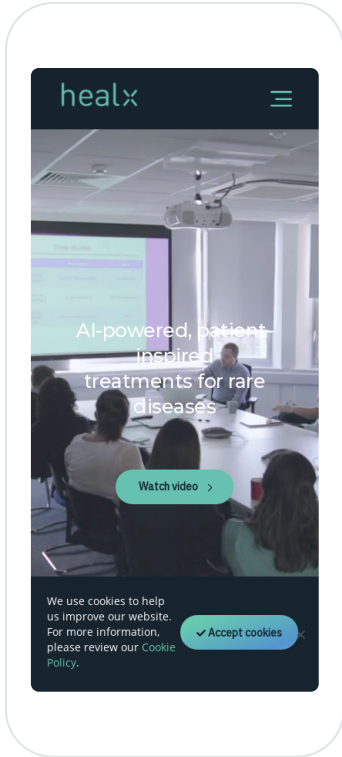 healx
AI-powered, patient-
inspired
treatments for rare
diseases
Watch video
We use cookies to help
us improve our website.
For more information,
please review our Cookie
Policy.
Accept cookies